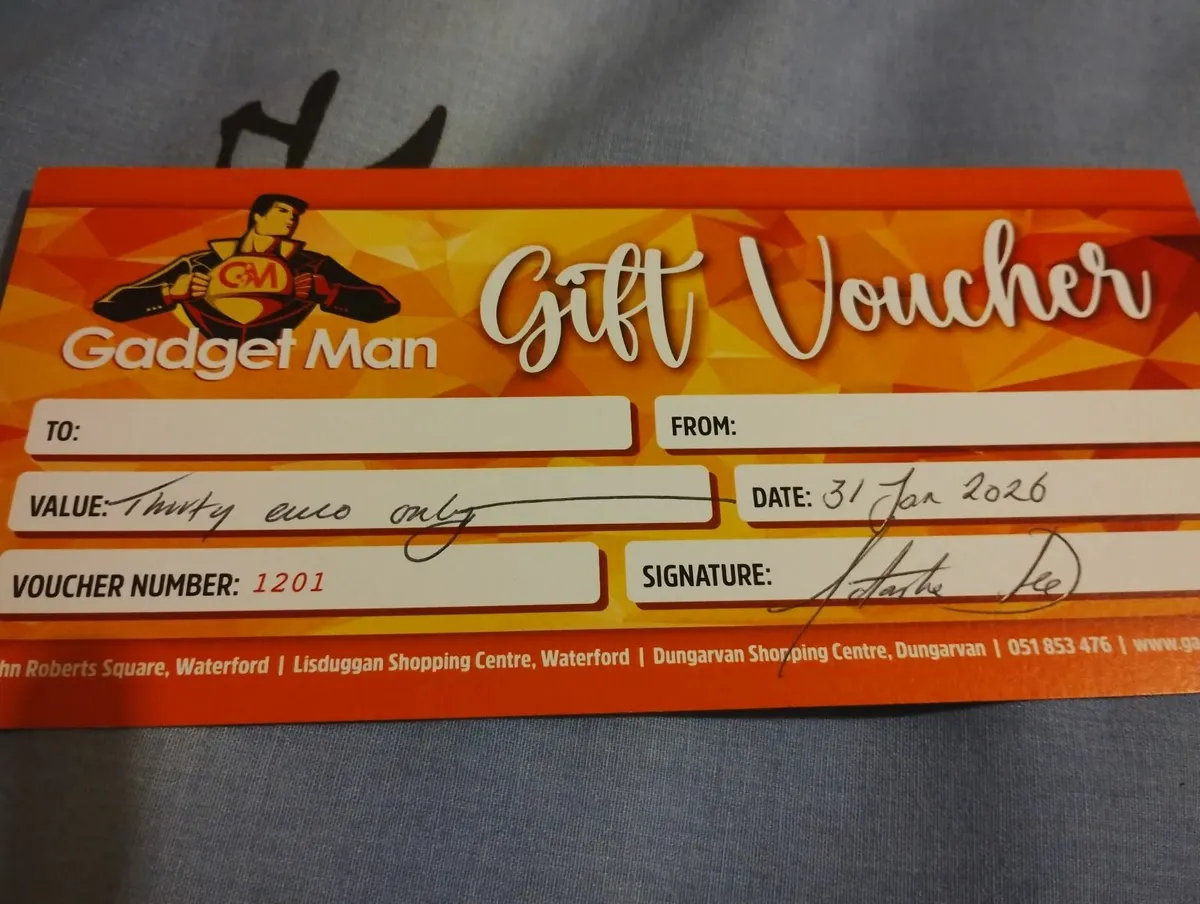 GM
Gadget Man
Gift Voucher
TO:
FROM:
VALUE: Thirty euro only
DATE: 31 Jan 2026
VOUCHER NUMBER: 1201
SIGNATURE:
hn Roberts Square, Waterford | Lisduggan Shopping Centre, Waterford | Dungarvan Shopping Centre, Dungarvan | 051 853 476 | www.ga